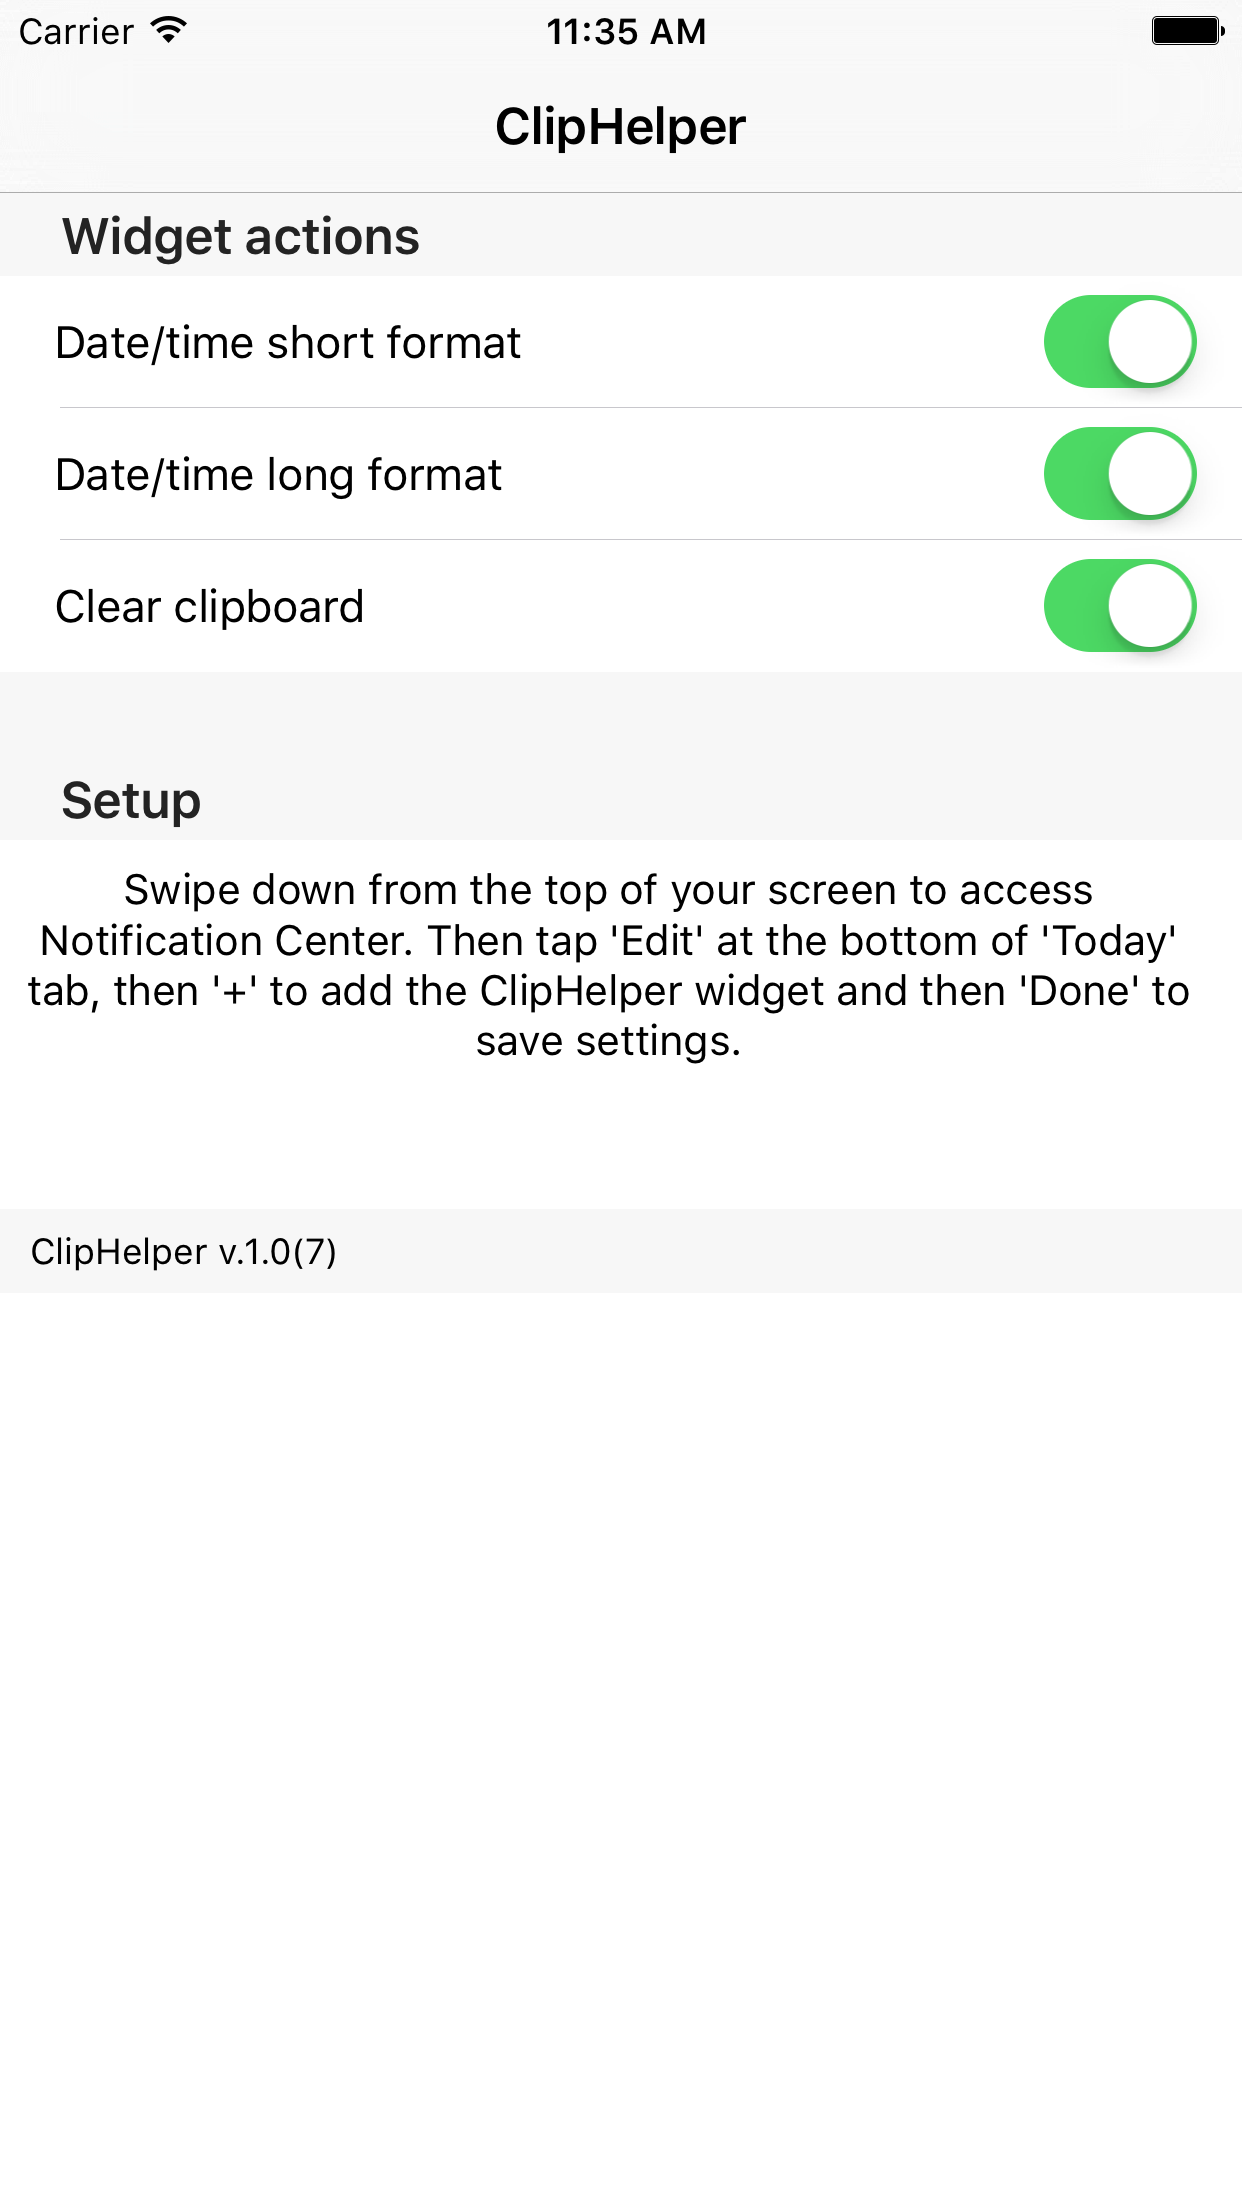 Carrier 11:35 AM
ClipHelper
Widget actions
Date/time short format
Date/time long format
Clear clipboard
Setup
Swipe down from the top of your screen to access
Notification Center. Then tap 'Edit' at the bottom of 'Today'
tab, then '+' to add the ClipHelper widget and then 'Done' to
save settings.
ClipHelper v.1.0(7)